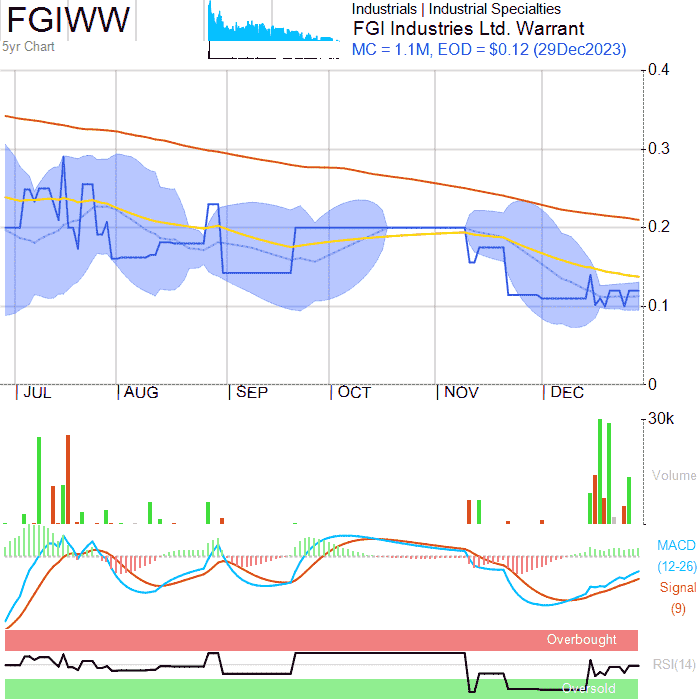 FGIWW
5yr Chart
Industrials | Industrial Specialties
FGI Industries Ltd. Warrant
MC = 1.1M, EOD = $0.12 (29Dec2023)
0.4
0.3
0.2
0.1
0
JUL AUG SEP OCT NOV DEC
30k
Volume
MACD
(12-26)
Signal
(9)
Overbought
RSI(14)
Oversold